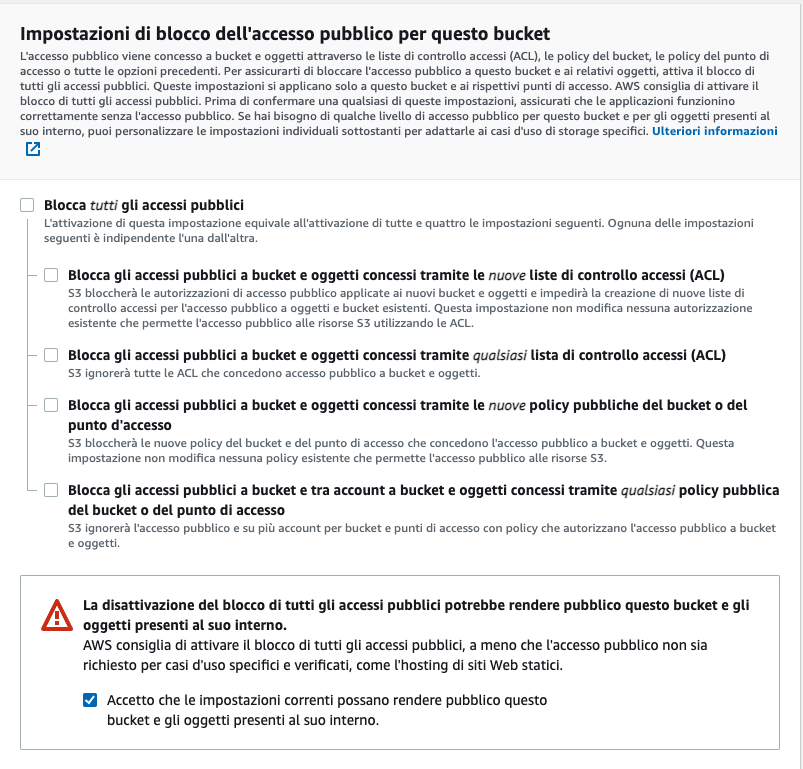 Impostazioni di blocco dell'accesso pubblico per questo bucket
L'accesso pubblico viene concesso a bucket e oggetti attraverso le liste di controllo accessi (ACL), le policy del bucket, le policy del punto di
accesso o tutte le opzioni precedenti. Per assicurarti di bloccare l'accesso pubblico a questo bucket e ai relativi oggetti, attiva il blocco di
tutti gli accessi pubblici. Queste impostazioni si applicano solo a questo bucket e ai rispettivi punti di accesso. AWS consiglia di attivare il
blocco di tutti gli accessi pubblici. Prima di confermare una qualsiasi di queste impostazioni, assicurati che le applicazioni funzionino
correttamente senza l'accesso pubblico. Se hai bisogno di qualche livello di accesso pubblico per questo bucket e per gli oggetti presenti al
suo interno, puoi personalizzare le impostazioni individuali sottostanti per adattarle ai casi d'uso di storage specifici. Ulteriori informazioni
Blocca tutti gli accessi pubblici
L'attivazione di questa impostazione equivale all'attivazione di tutte e quattro le impostazioni seguenti. Ognuna delle impostazioni
seguenti è indipendente l'una dall'altra.
Blocca gli accessi pubblici a bucket e oggetti concessi tramite le nuove liste di controllo accessi (ACL)
S3 bloccherà le autorizzazioni di accesso pubblico applicate ai nuovi bucket e oggetti e impedirà la creazione di nuove liste di
controllo accessi per l'accesso pubblico a oggetti e bucket esistenti. Questa impostazione non modifica nessuna autorizzazione
esistente che permette l'accesso pubblico alle risorse S3 utilizzando le ACL.
Blocca gli accessi pubblici a bucket e oggetti concessi tramite qualsiasi lista di controllo accessi (ACL)
S3 ignorerà tutte le ACL che concedono accesso pubblico a bucket e oggetti.
Blocca gli accessi pubblici a bucket e oggetti concessi tramite le nuove policy pubbliche del bucket o del
punto d'accesso
S3 bloccherà le nuove policy del bucket e del punto di accesso che concedono l'accesso pubblico a bucket e oggetti. Questa
impostazione non modifica nessuna policy esistente che permette l'accesso pubblico alle risorse S3.
Blocca gli accessi pubblici a bucket e tra account a bucket e oggetti concessi tramite qualsiasi policy pubblica
del bucket o del punto di accesso
S3 ignorerà l'accesso pubblico e su più account per bucket e punti di accesso con policy che autorizzano l'accesso pubblico a bucket
e oggetti.
La disattivazione del blocco di tutti gli accessi pubblici potrebbe rendere pubblico questo bucket e gli
oggetti presenti al suo interno.
AWS consiglia di attivare il blocco di tutti gli accessi pubblici, a meno che l'accesso pubblico non sia
richiesto per casi d'uso specifici e verificati, come l'hosting di siti Web statici.
Accetto che le impostazioni correnti possano rendere pubblico questo
bucket e gli oggetti presenti al suo interno.